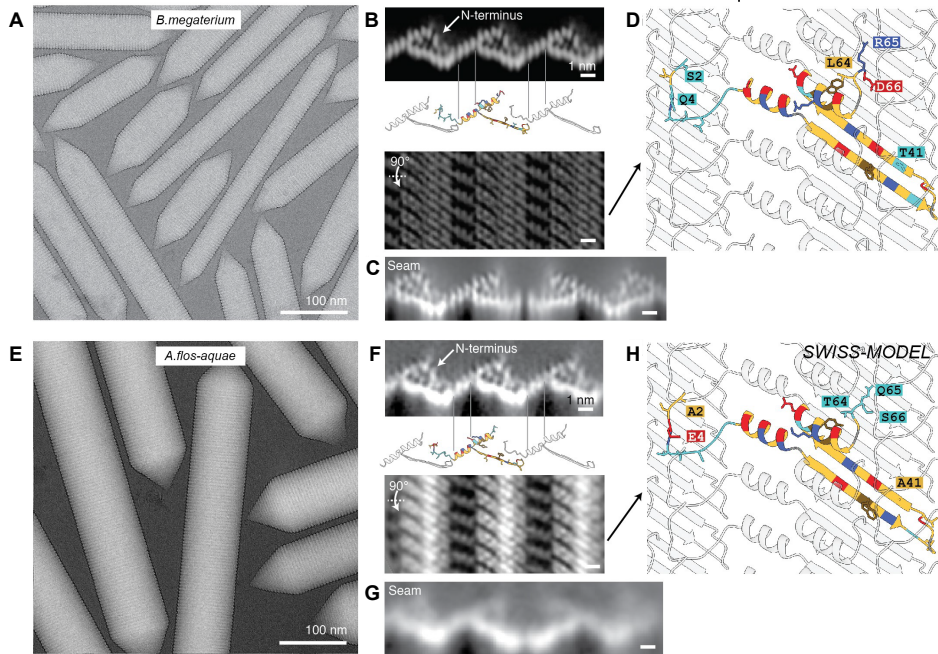 A
B.megaterium
100 nm
B
N-terminus
1 nm
90°
C
Seam
D
R65
L64
D66
S2
Q4
T41
E
A.flos-aquae
100 nm
F
N-terminus
1 nm
90°
G
Seam
H
SWISS-MODEL
Q65
T64
S66
A2
E4
A41